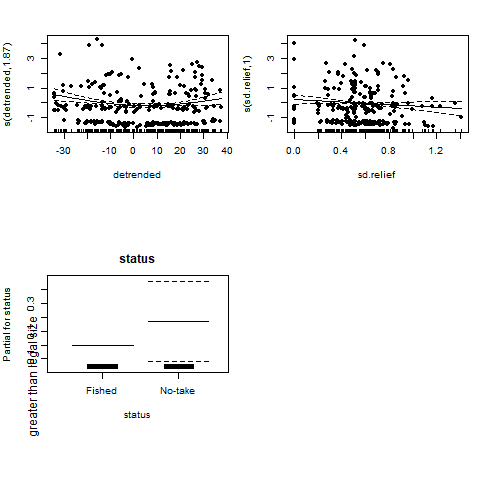 s(detrended,1.87)
3
1
-1
-30
-20
-10
0
10
20
30
40
detrended
s(sd.relief,1)
3
1
-1
0.0
0.4
0.8
1.2
sd.relief
status
Partial for status
greater than legal size
0.3
Fished
No-take
status